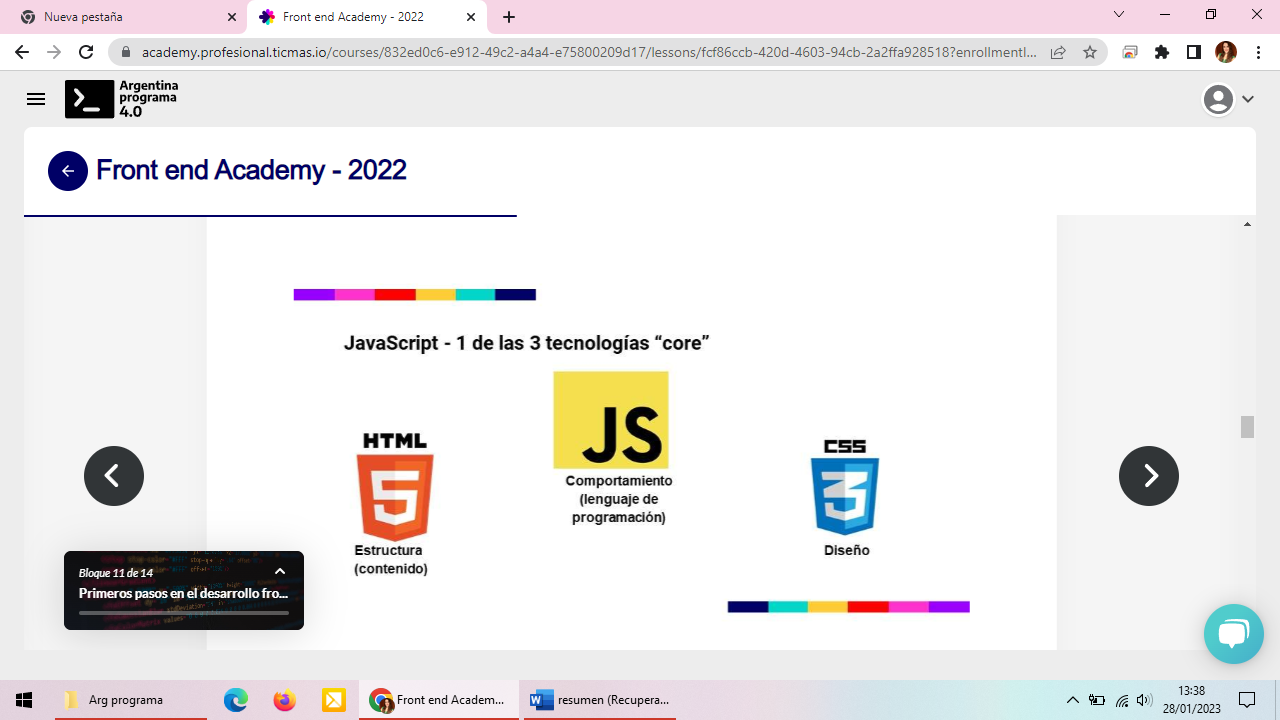 Nueva pestaña
Front end Academy - 2022
academy.profesional.ticmas.io/courses/832ed0c6-e912-49c2-a4a4-e75800209d17/lessons/fcf86ccb-420d-4603-94cb-2a2ffa928518?enrollmentI...
Argentina
programa
4.0
Front end Academy - 2022
JavaScript - 1 de las 3 tecnologías “core”
HTML
5
Estructura
(contenido)
JS
Comportamiento
(lenguaje de
programación)
CSS
3
Diseño
Bloque 11 de 14
Primeros pasos en el desarrollo fro...
Arg programa
Front end Academ...
resumen (Recupera...
13:38
28/01/2023